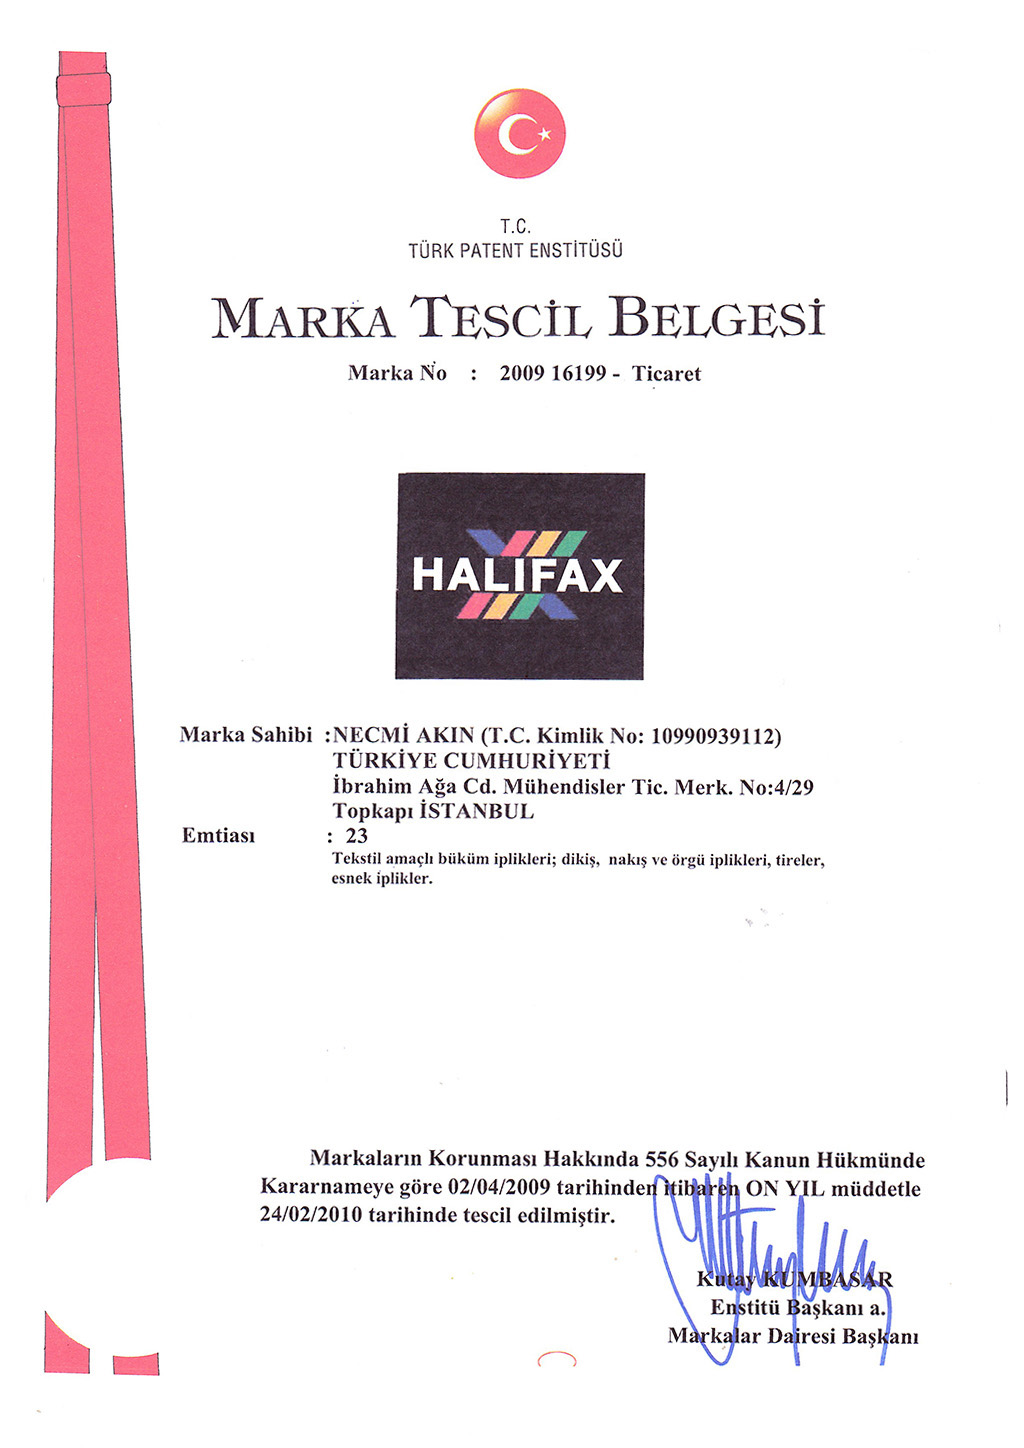 T.C.
TÜRK PATENT ENSTİTÜSÜ
MARKA TESCİL BELGESİ
Marka No : 2009 16199 - Ticaret
HALIFAX
Marka Sahibi :NECMİ AKIN (T.C. Kimlik No: 10990939112)
TÜRKİYE CUMHURİYETİ
İbrahim Ağa Cd. Mühendisler Tic. Merk. No:4/29
Topkapı İSTANBUL
Emtiası : 23
Tekstil amaçlı büküm iplikleri; dikiş, nakış ve örgü iplikleri, tireler,
esnek iplikler.
Markaların Korunması Hakkında 556 Sayılı Kanun Hükmünde
Kararnameye göre 02/04/2009 tarihinden itibaren ON YIL müddetle
24/02/2010 tarihinde tescil edilmiştir.
Kutay KUMBASAR
Enstitü Başkanı a.
Markalar Dairesi Başkanı